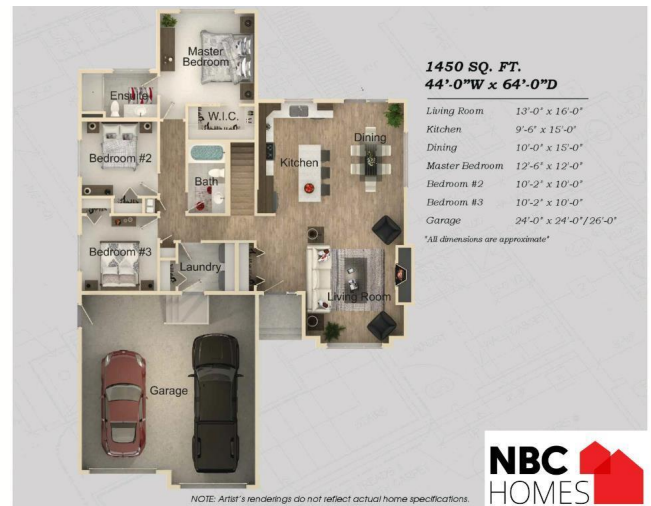 Master
Bedroom
Ensuite
W.I.C.
Bedroom #2
Bath
Kitchen
Dining
Bedroom #3
Laundry
Living Room
Garage
1450 SQ. FT.
44'-0"W x 64'-0"D
Living Room 13'-0" x 16'-0"
Kitchen 9'-6" x 15'-0"
Dining 10'-0" x 15'-0"
Master Bedroom 12'-6" x 12'-0"
Bedroom #2 10'-2" x 10'-0"
Bedroom #3 10'-2" x 10'-0"
Garage 24'-0" x 24'-0"/26'-0"
"All dimensions are approximate"
NOTE: Artist's renderings do not reflect actual home specifications.
NBC
HOMES